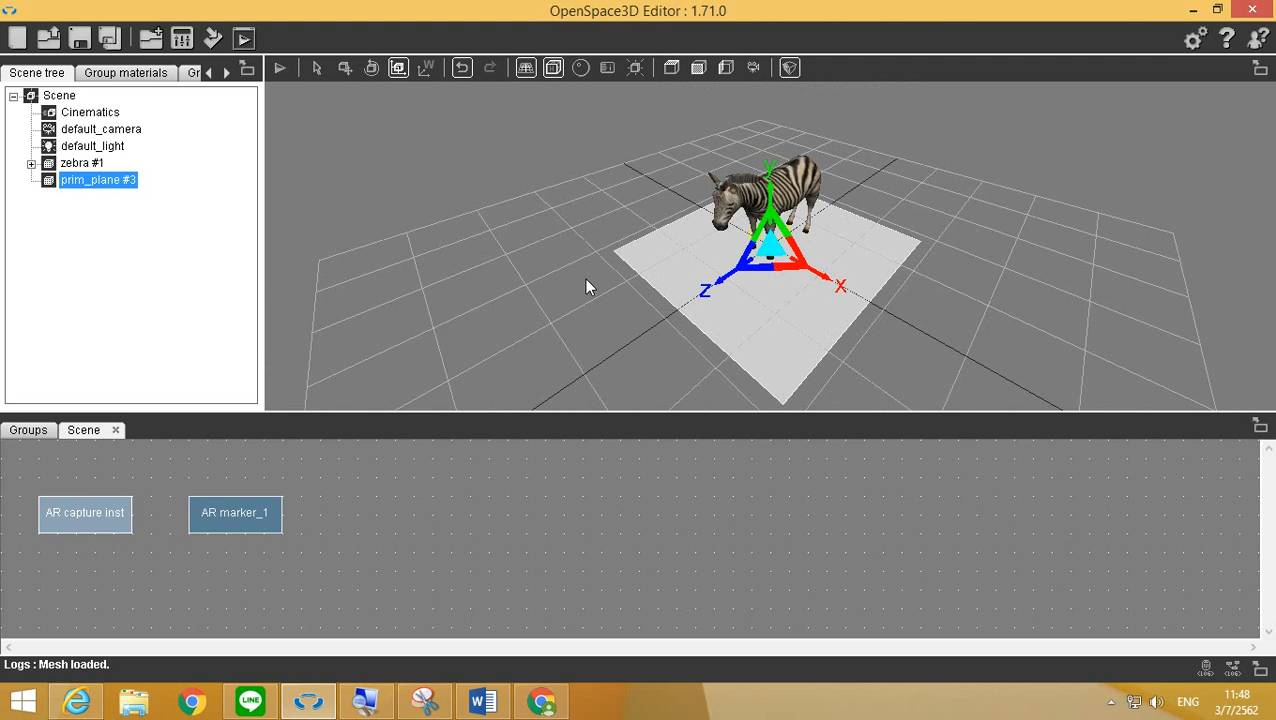 OpenSpace3D Editor : 1.71.0
Scene tree
Group materials
Gr
Scene
Cinematics
default_camera
default_light
zebra #1
prim_plane #3
Y
Z
X
Groups
Scene
AR capture inst
AR marker_1
Logs : Mesh loaded.
LINE
ENG
11:48
3/7/2562